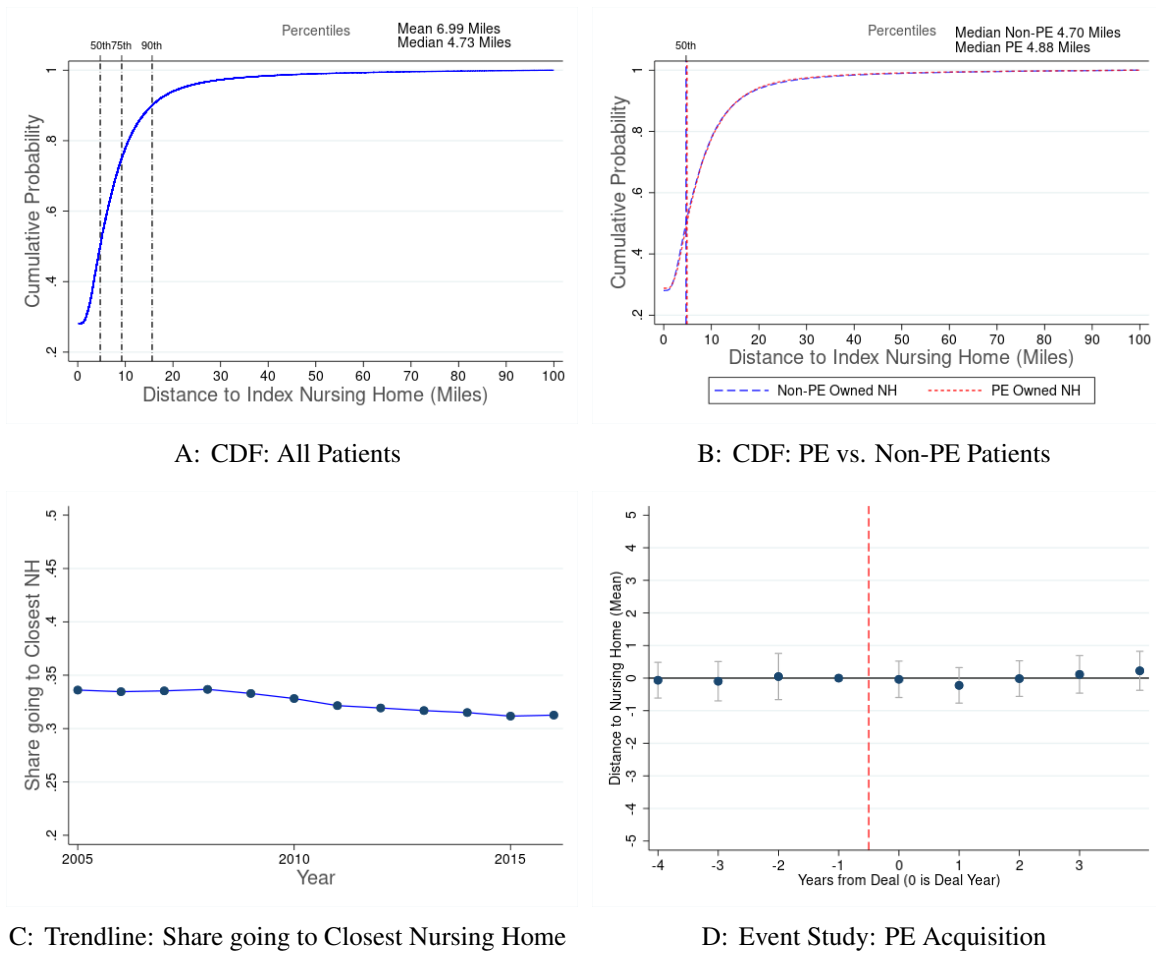 Percentiles
Mean 6.99 Miles
Median 4.73 Miles
50th
75th
90th
Cumulative Probability
1
.8
.6
.4
.2
0 10 20 30 40 50 60 70 80 90 100
Distance to Index Nursing Home (Miles)
A: CDF: All Patients
Percentiles
Median Non-PE 4.70 Miles
Median PE 4.88 Miles
50th
Cumulative Probability
1
.8
.6
.4
.2
0 10 20 30 40 50 60 70 80 90 100
Distance to Index Nursing Home (Miles)
Non-PE Owned NH
PE Owned NH
B: CDF: PE vs. Non-PE Patients
Share going to Closest NH
.5
.45
.4
.35
.3
.25
.2
2005 2010 2015
Year
C: Trendline: Share going to Closest Nursing Home
Distance to Nursing Home (Mean)
5
4
3
2
1
0
-1
-2
-3
-4
-5
-4 -3 -2 -1 0 1 2 3
Years from Deal (0 is Deal Year)
D: Event Study: PE Acquisition